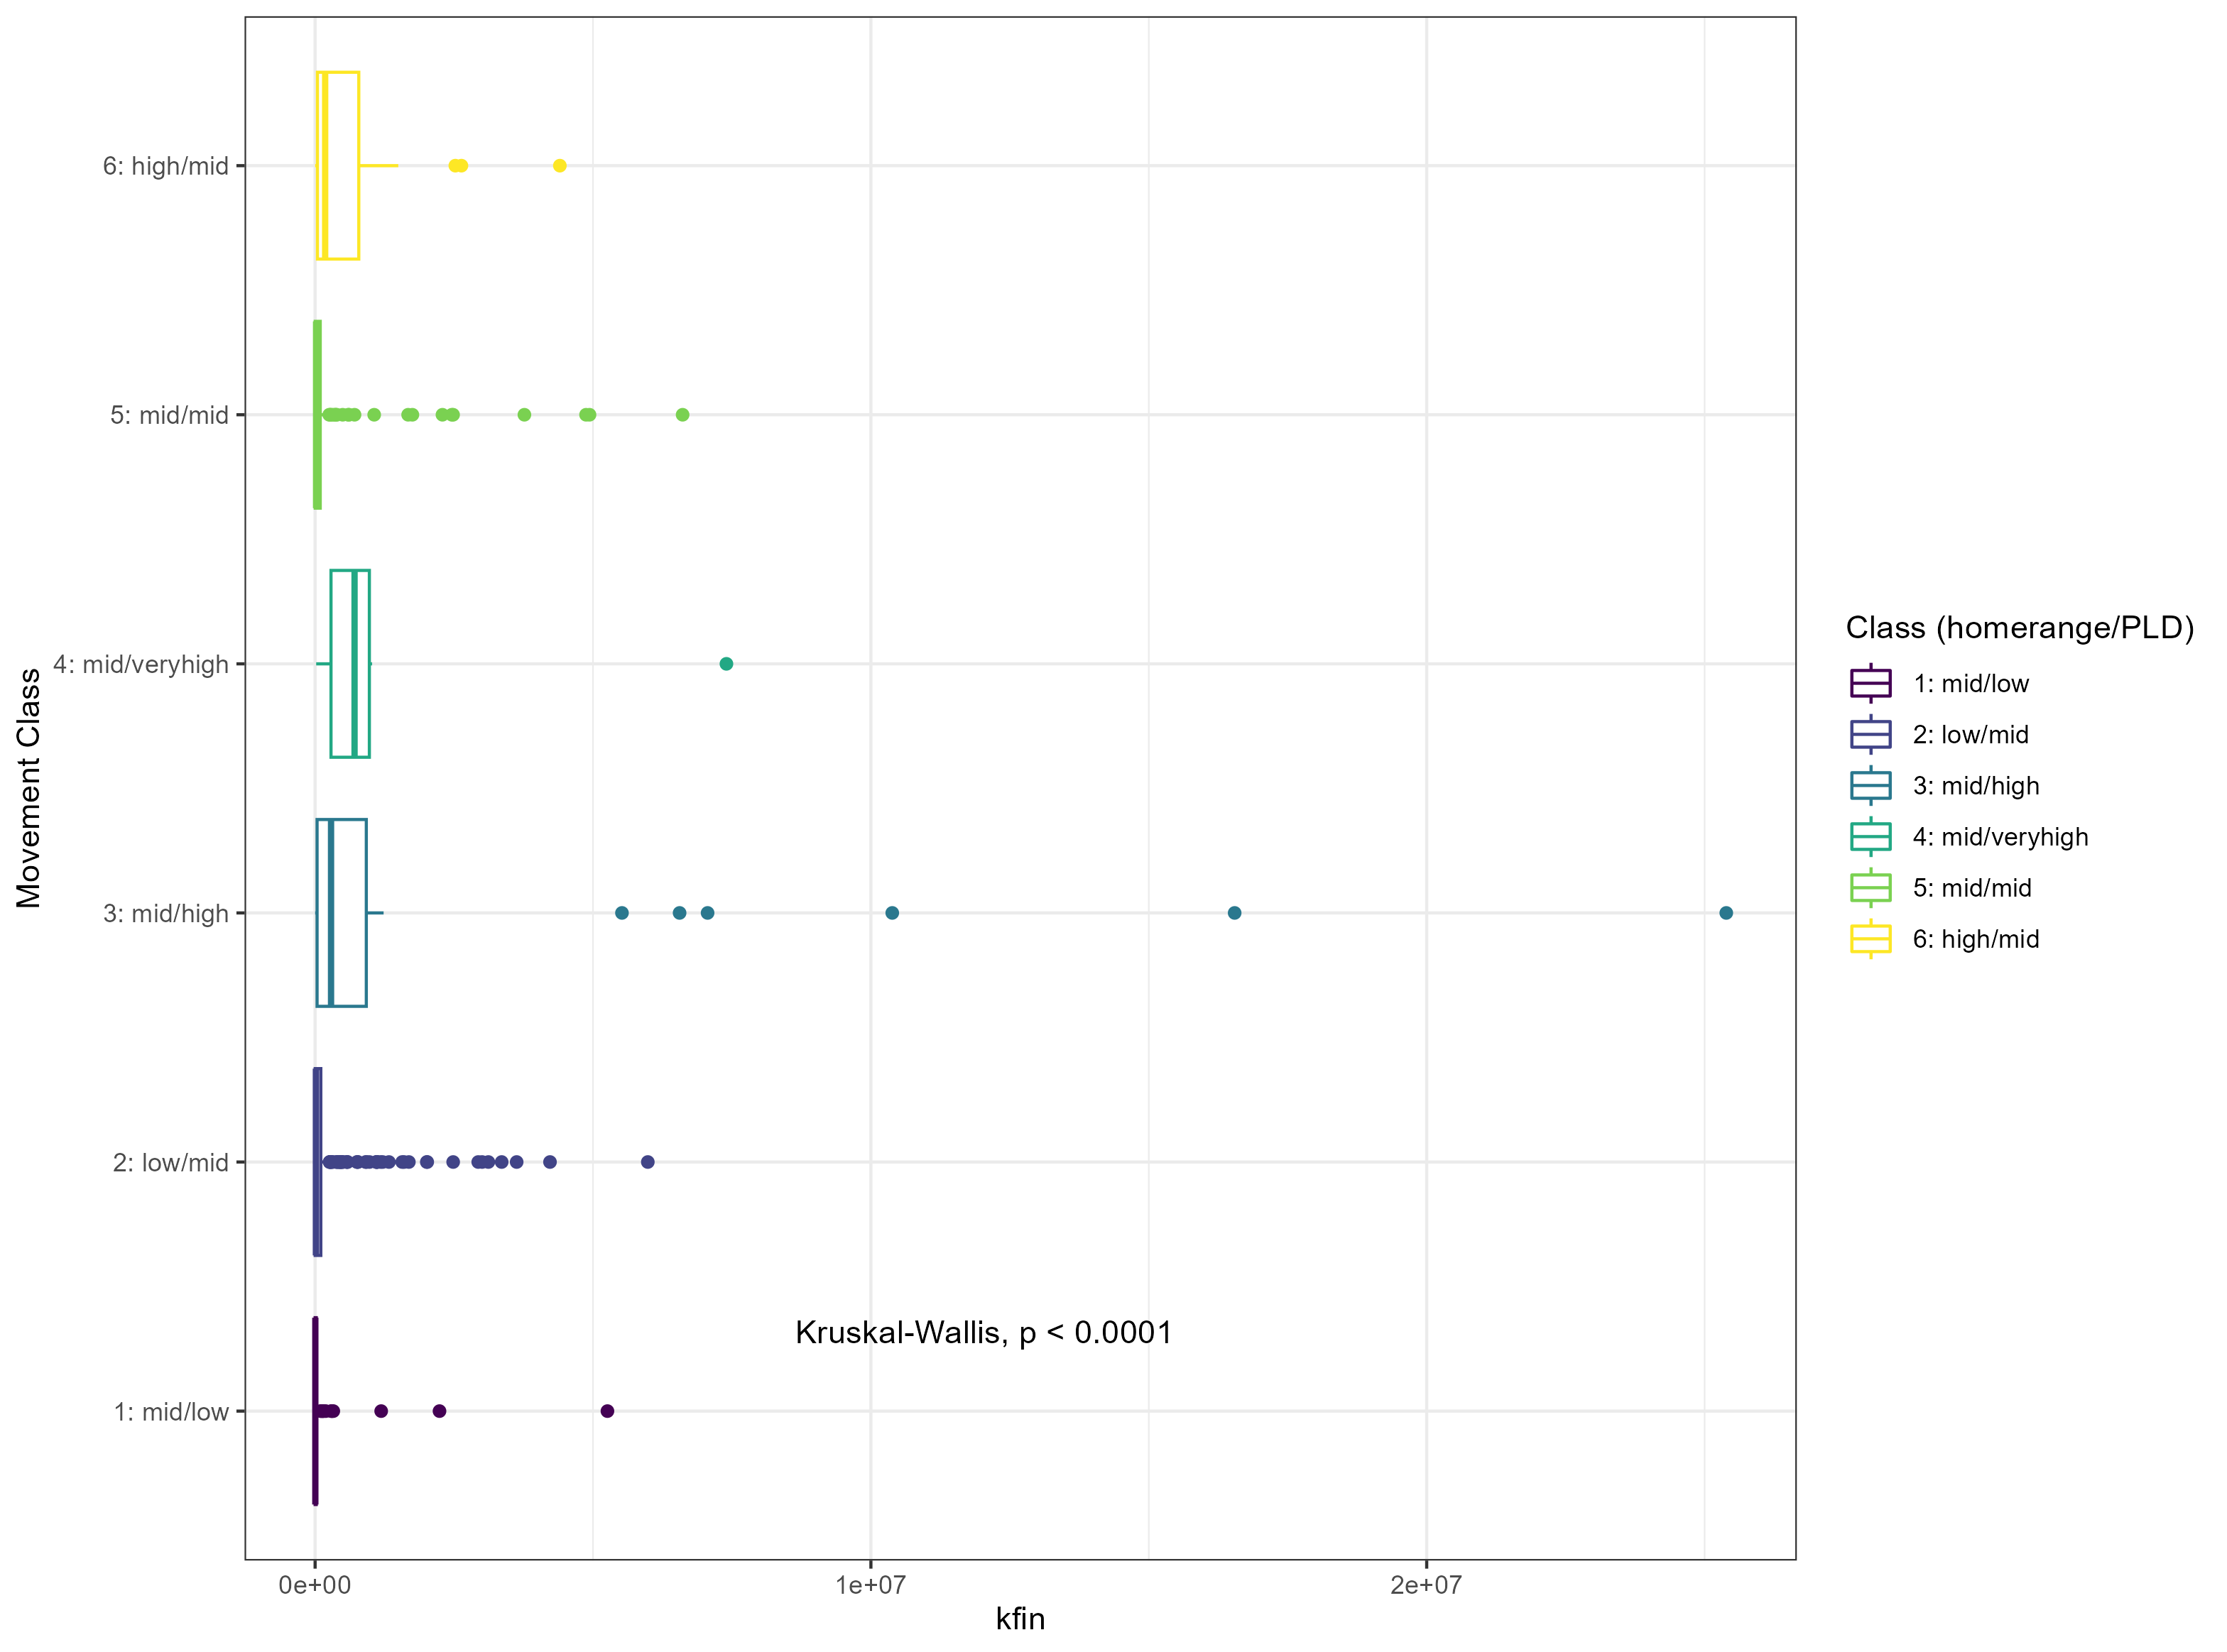 6: high/mid
5: mid/mid
4: mid/veryhigh
3: mid/high
2: low/mid
1: mid/low
Movement Class
Kruskal-Wallis, p < 0.0001
0e+00
1e+07
2e+07
kfin
Class (homerange/PLD)
1: mid/low
2: low/mid
3: mid/high
4: mid/veryhigh
5: mid/mid
6: high/mid